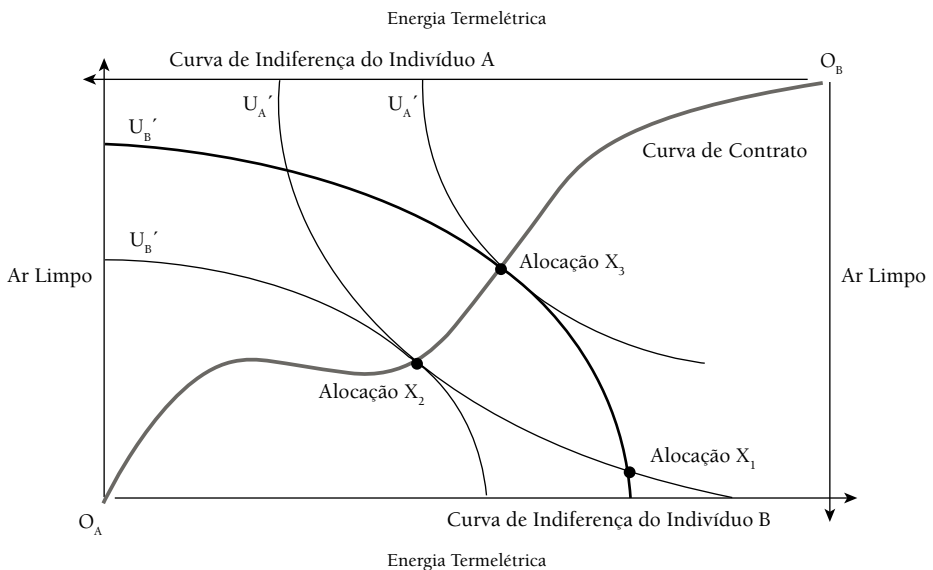 Energia Termelétrica
Curva de Indiferença do Indivíduo A
O_B
U_A´
U_A´
U_B´
Curva de Contrato
U_B´
Alocação X_3
Ar Limpo
Ar Limpo
Alocação X_2
Alocação X_1
O_A
Curva de Indiferença do Indivíduo B
Energia Termelétrica